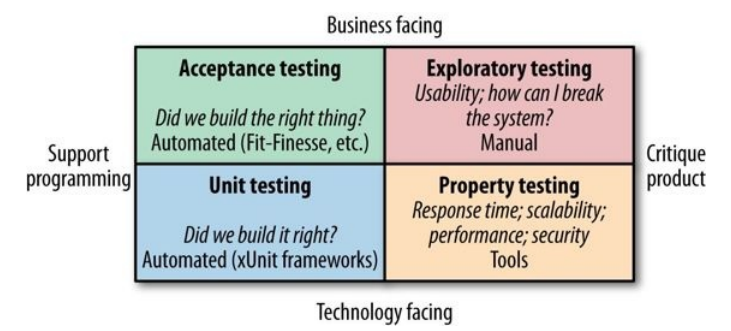 Business facing
Acceptance testing
Did we build the right thing?
Automated (Fit-Finesse, etc.)
Exploratory testing
Usability; how can I break
the system?
Manual
Support
programming
Critique
product
Unit testing
Did we build it right?
Automated (xUnit frameworks)
Property testing
Response time; scalability;
performance; security
Tools
Technology facing